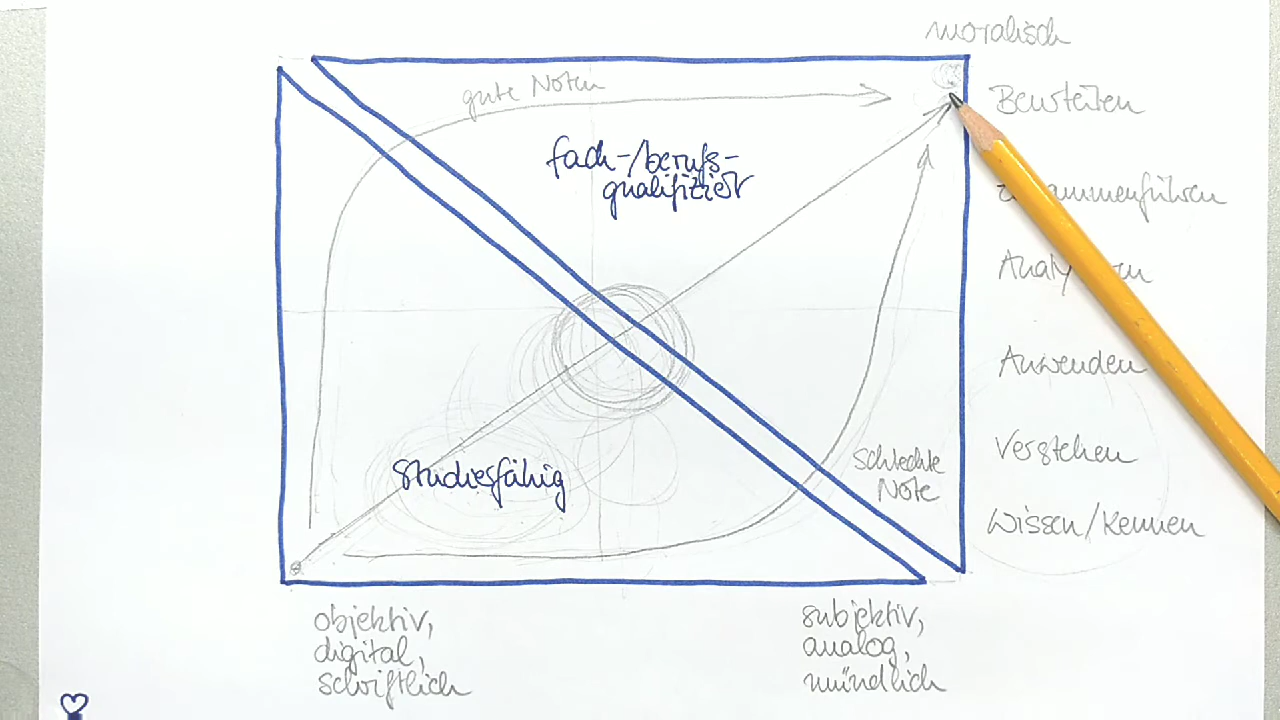 moralisch
gute Noten
Beurteilen
fach-/berufs-
qualifiziert
Anwenden
Verstehen
schlechte
Note
studierfähig
Wissen/Kennen
objektiv,
digital,
schriftlich
subjektiv,
analog,
mündlich